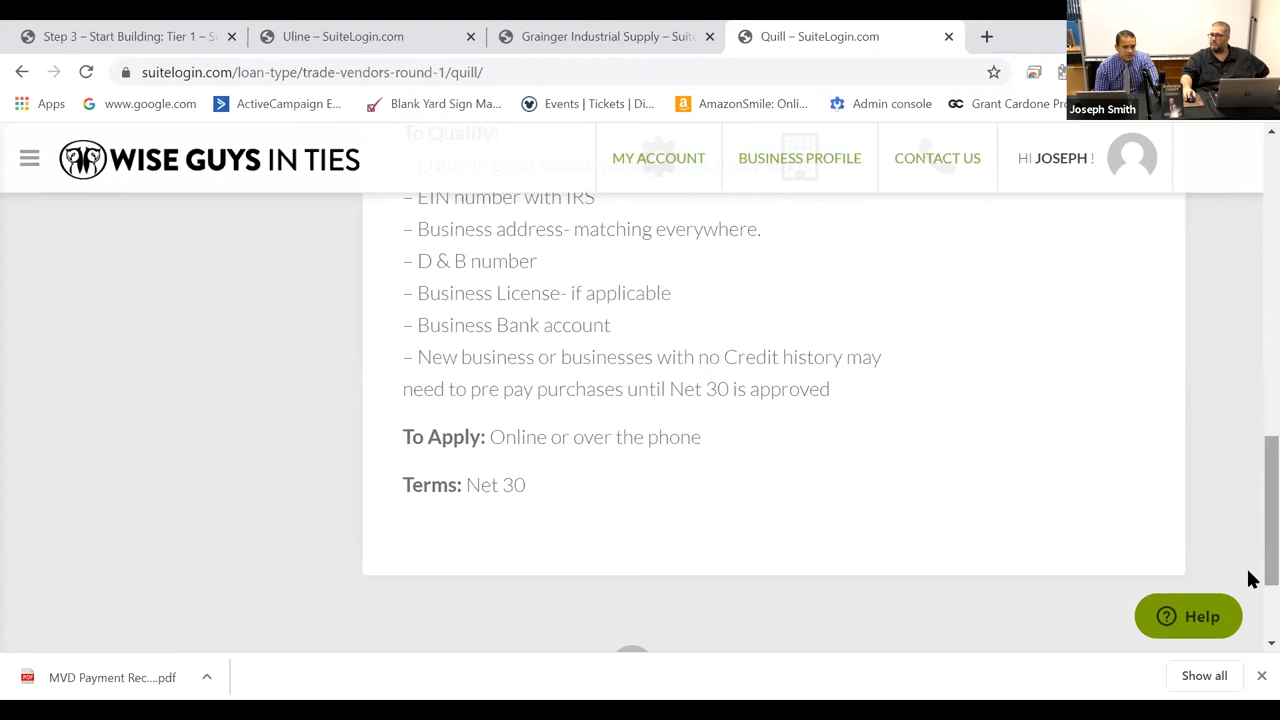 Step 3 – Start Building: Tier 1 – Su
Uline – SuiteLogin.com
Grainger Industrial Supply – Suite
Quill – SuiteLogin.com
suitelogin.com/loan-type/trade-vendors-round-1/quill/
Apps
www.google.com
ActiveCampaign E...
Blank Yard Sign Ma...
Events | Tickets | Di...
AmazonSmile: Onli...
Admin console
GC Grant Cardone Pr
Joseph Smith
WISE GUYS IN TIES
MY ACCOUNT
BUSINESS PROFILE
CONTACT US
HI JOSEPH !
To Qualify:
– EIN number with IRS
– Business address- matching everywhere.
– D & B number
– Business License- if applicable
– Business Bank account
– New business or businesses with no Credit history may
need to pre pay purchases until Net 30 is approved
To Apply: Online or over the phone
Terms: Net 30
Help
MVD Payment Rec....pdf
Show all